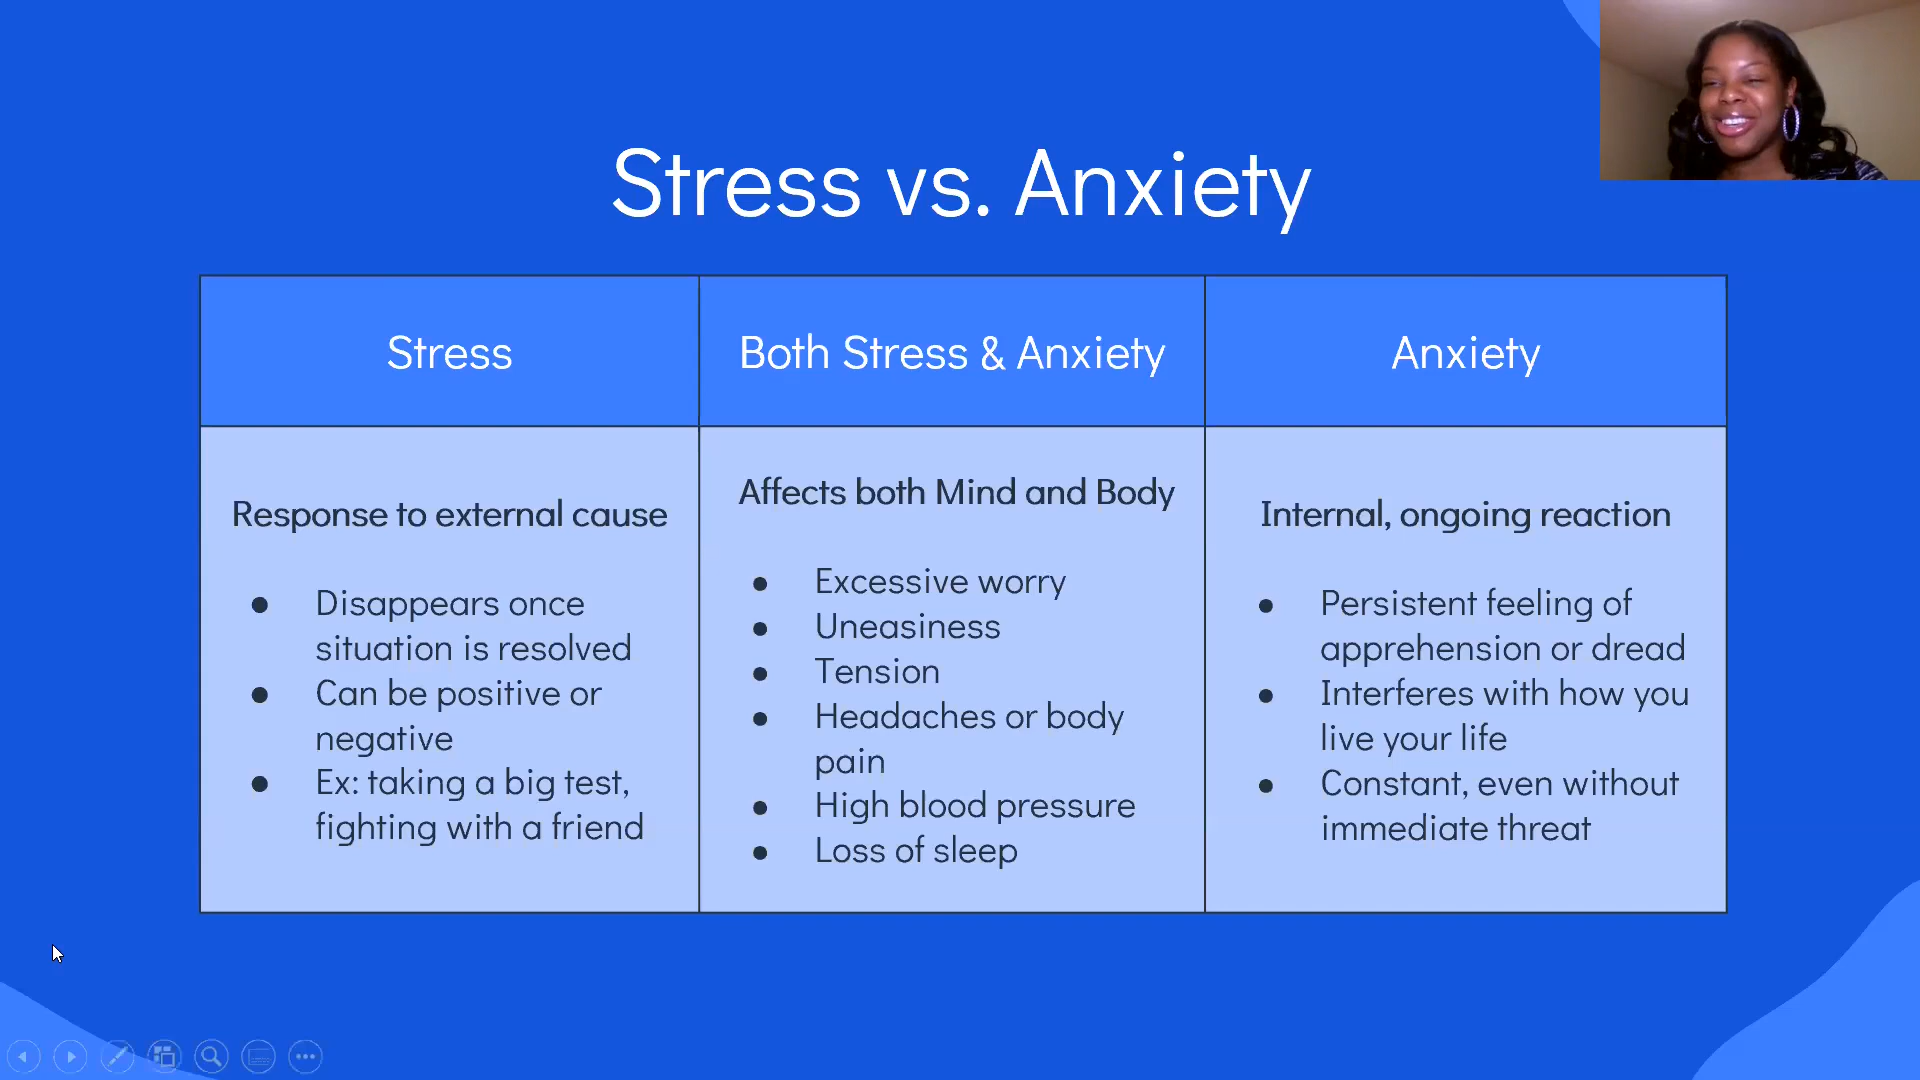 Stress vs. Anxiety
Stress
Both Stress & Anxiety
Anxiety
Response to external cause
● Disappears once
situation is resolved
● Can be positive or
negative
● Ex: taking a big test,
fighting with a friend
Affects both Mind and Body
● Excessive worry
● Uneasiness
● Tension
● Headaches or body
pain
● High blood pressure
● Loss of sleep
Internal, ongoing reaction
● Persistent feeling of
apprehension or dread
● Interferes with how you
live your life
● Constant, even without
immediate threat